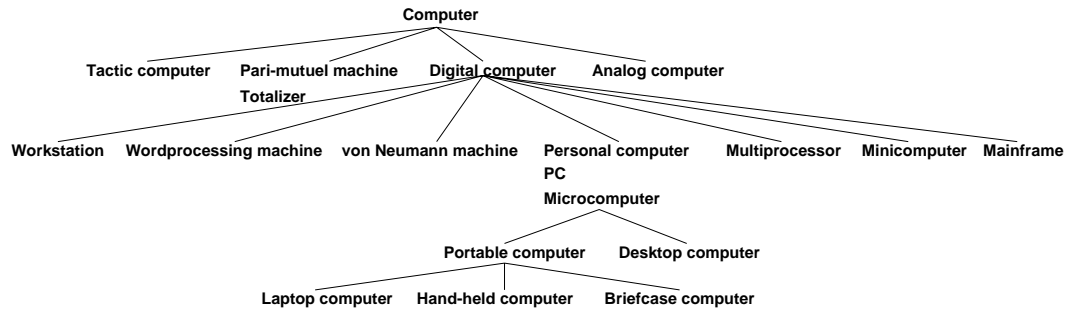 Computer
Tactic computer Pari-mutuel machine Digital computer Analog computer
Totalizer
Workstation Wordprocessing machine von Neumann machine Personal computer Multiprocessor Minicomputer Mainframe
PC
Microcomputer
Portable computer Desktop computer
Laptop computer Hand-held computer Briefcase computer